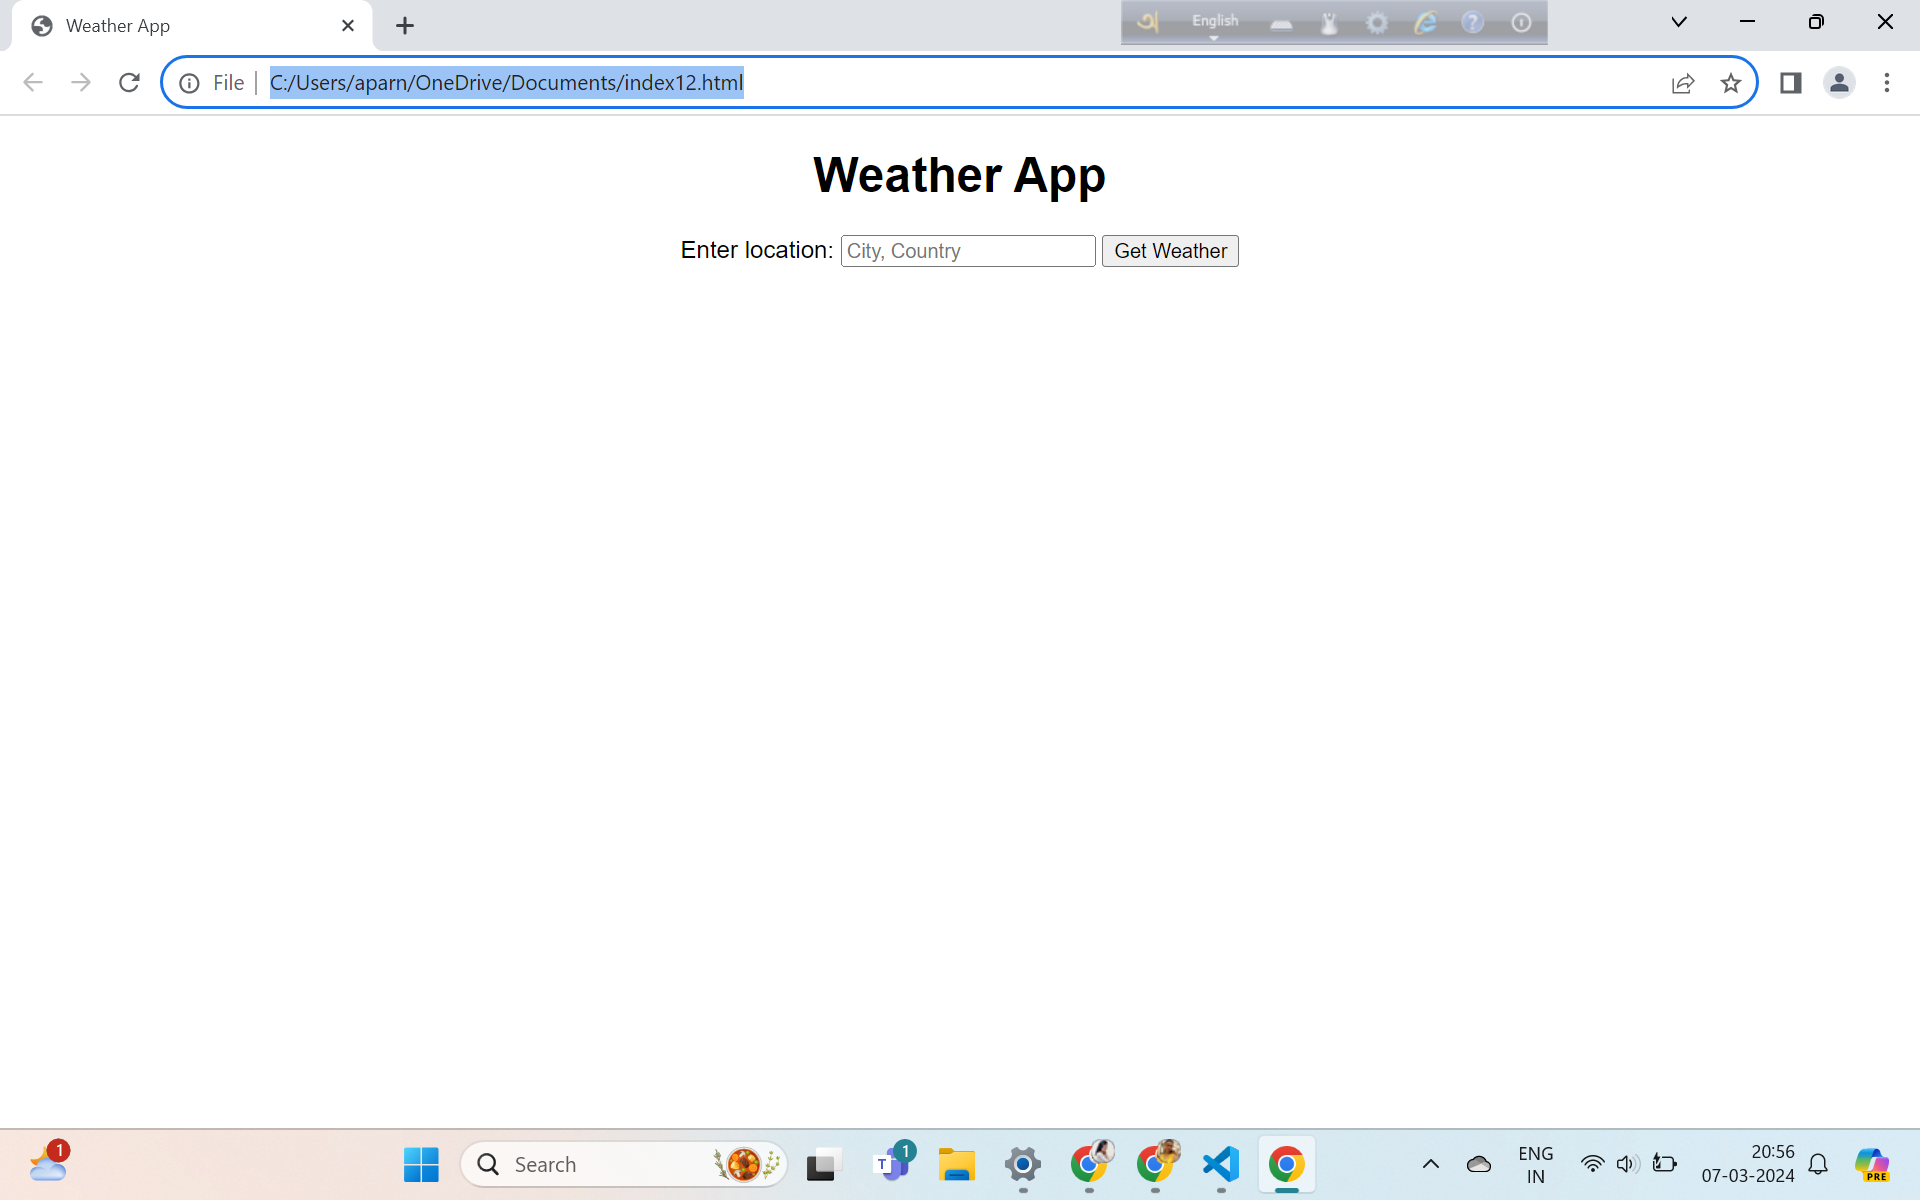 Weather App
অ English
File C:/Users/aparn/OneDrive/Documents/index12.html
Weather App
Enter location: City, Country Get Weather
1
Search
T 1
ENG
IN
20:56
07-03-2024
PRE